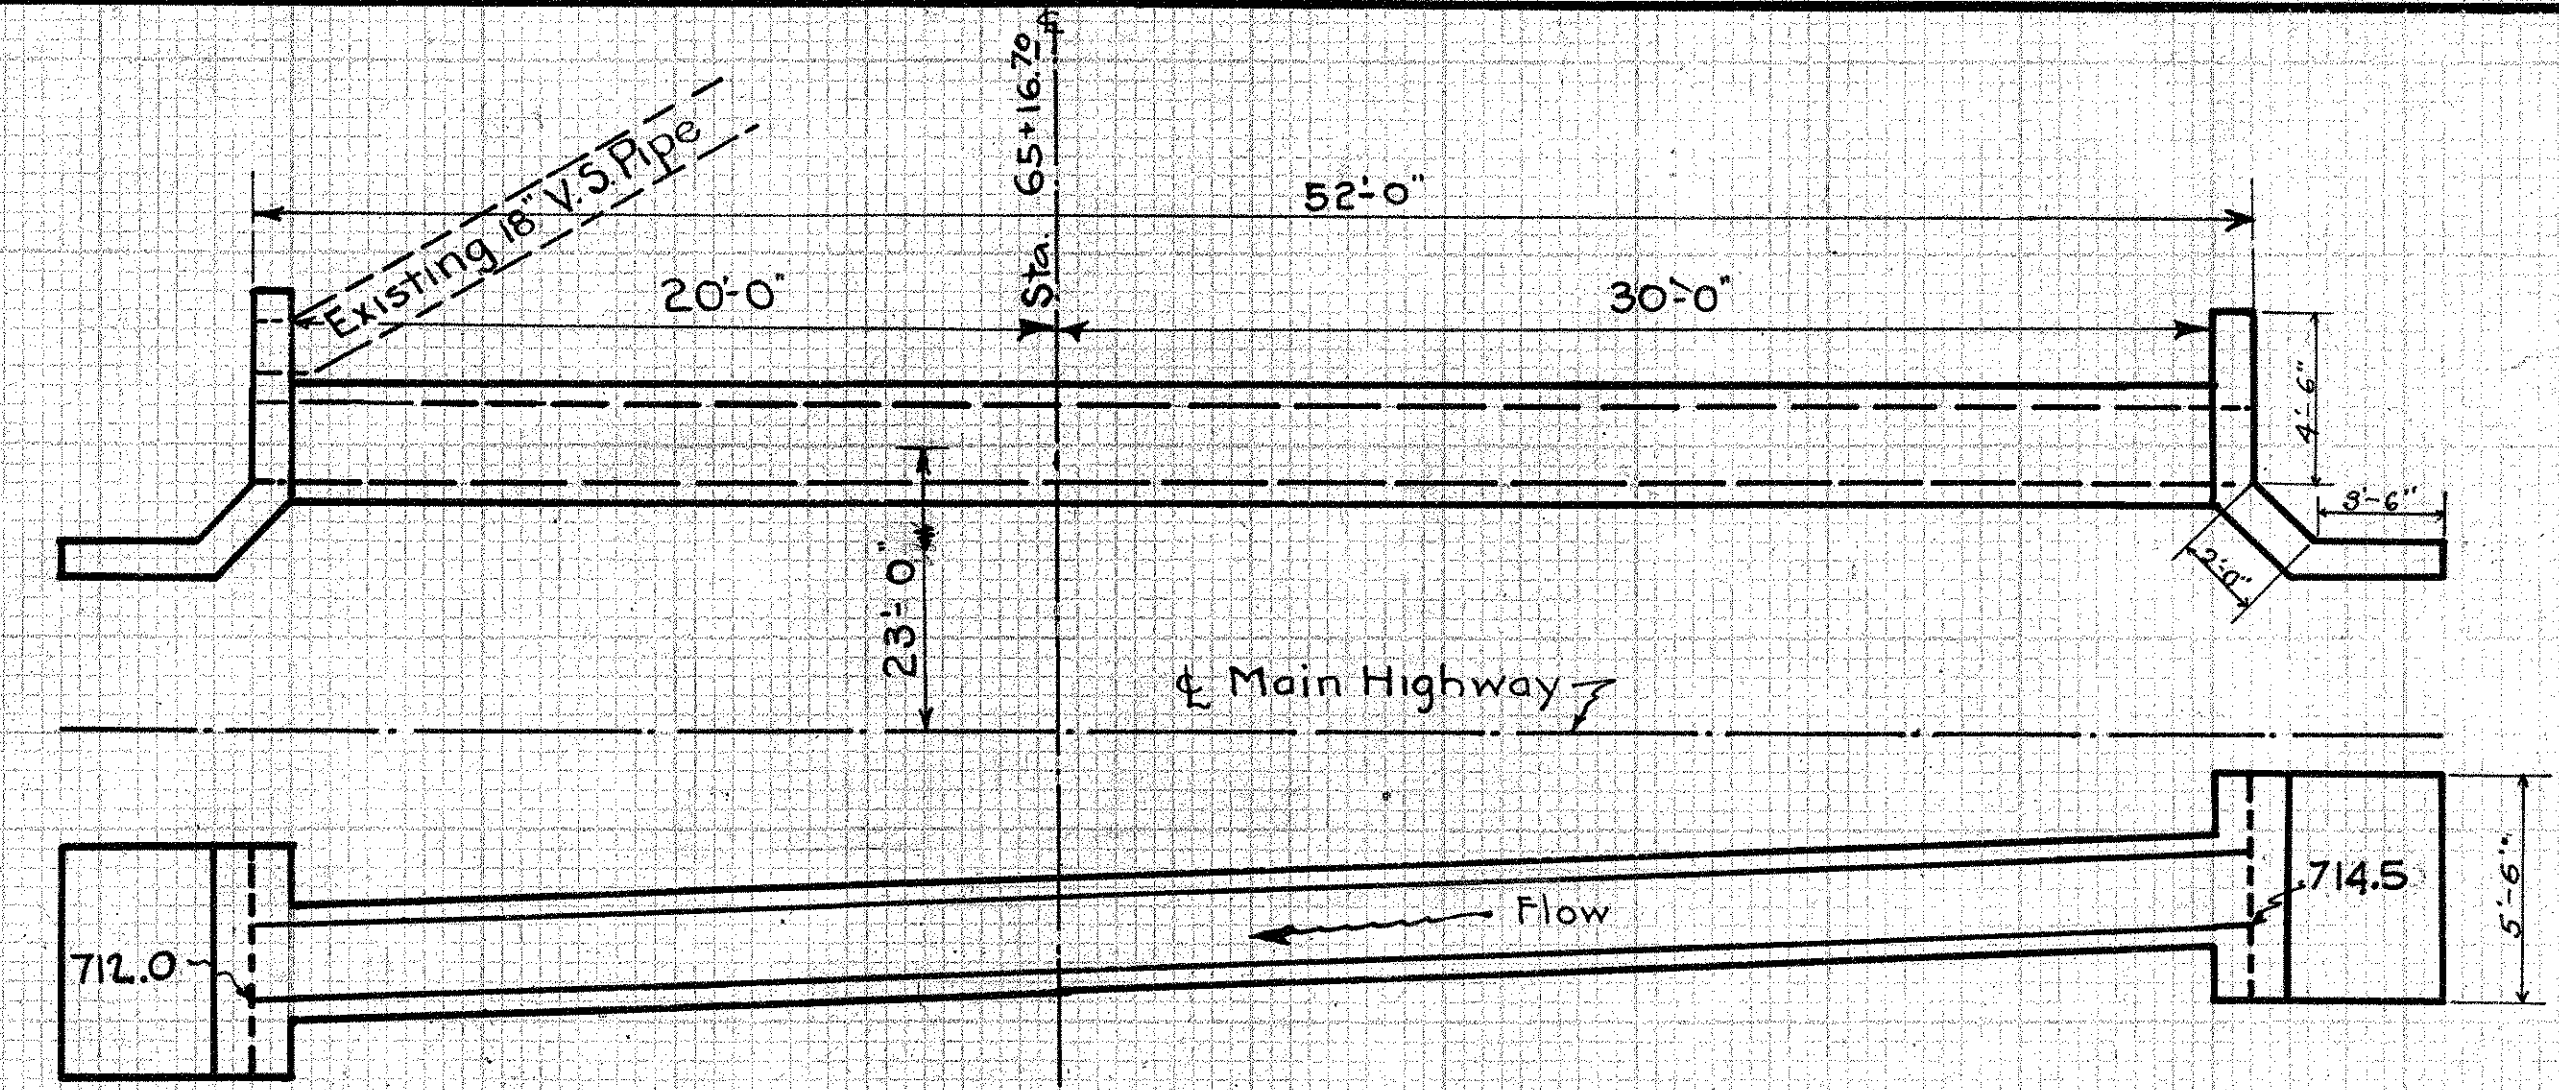 ℄
Sta. 65+16.70
Existing 18" V.S. Pipe
52'-0"
20'-0"
30'-0"
4'-6"
3'-6"
2'-0"
23'-0"
℄ Main Highway
714.5
5'-6"
Flow
712.0